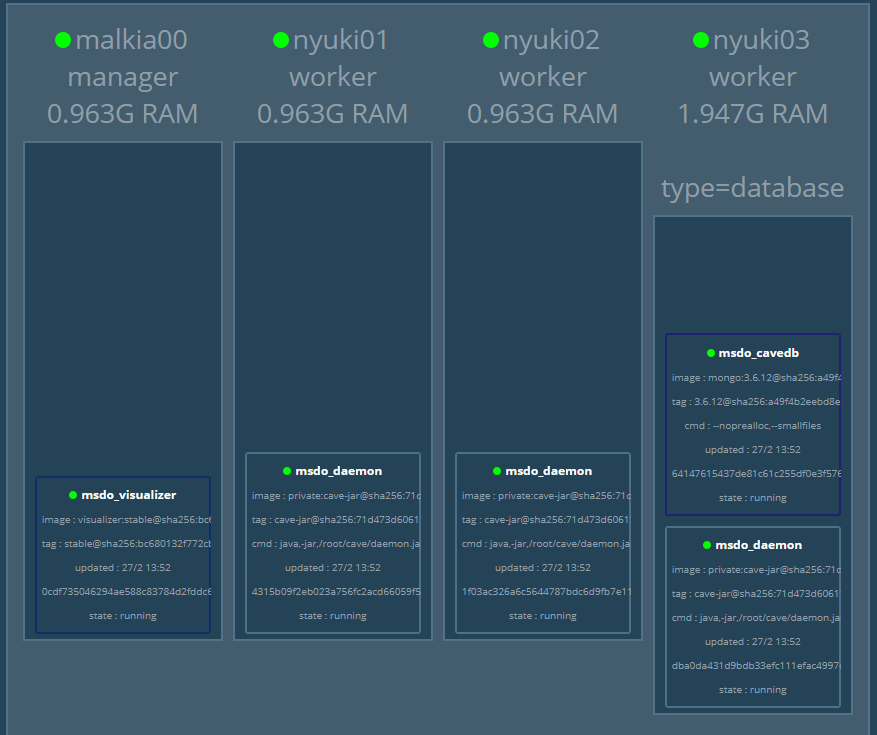 malkia00
manager
0.963G RAM
msdo_visualizer
image : visualizer:stable@sha256:bc6
tag : stable@sha256:bc680132f772cb
updated : 27/2 13:52
0cdf735046294ae588c83784d2fddc6
state : running
nyuki01
worker
0.963G RAM
msdo_daemon
image : private:cave-jar@sha256:71d
tag : cave-jar@sha256:71d473d6061
cmd : java,-jar,/root/cave/daemon.ja
updated : 27/2 13:52
4315b09f2eb023a756fc2acd66059f5
state : running
nyuki02
worker
0.963G RAM
msdo_daemon
image : private:cave-jar@sha256:71d
tag : cave-jar@sha256:71d473d6061
cmd : java,-jar,/root/cave/daemon.ja
updated : 27/2 13:52
1f03ac326a6c5644787bdc6d9fb7e11
state : running
nyuki03
worker
1.947G RAM
type=database
msdo_cavedb
image : mongo:3.6.12@sha256:a49f4
tag : 3.6.12@sha256:a49f4b2eebd8e
cmd : --noprealloc,--smallfiles
updated : 27/2 13:52
64147615437de81c61c255df0e3f576
state : running
msdo_daemon
image : private:cave-jar@sha256:71d
tag : cave-jar@sha256:71d473d6061
cmd : java,-jar,/root/cave/daemon.ja
updated : 27/2 13:52
dba0da431d9bdb33efc111efac4997
state : running